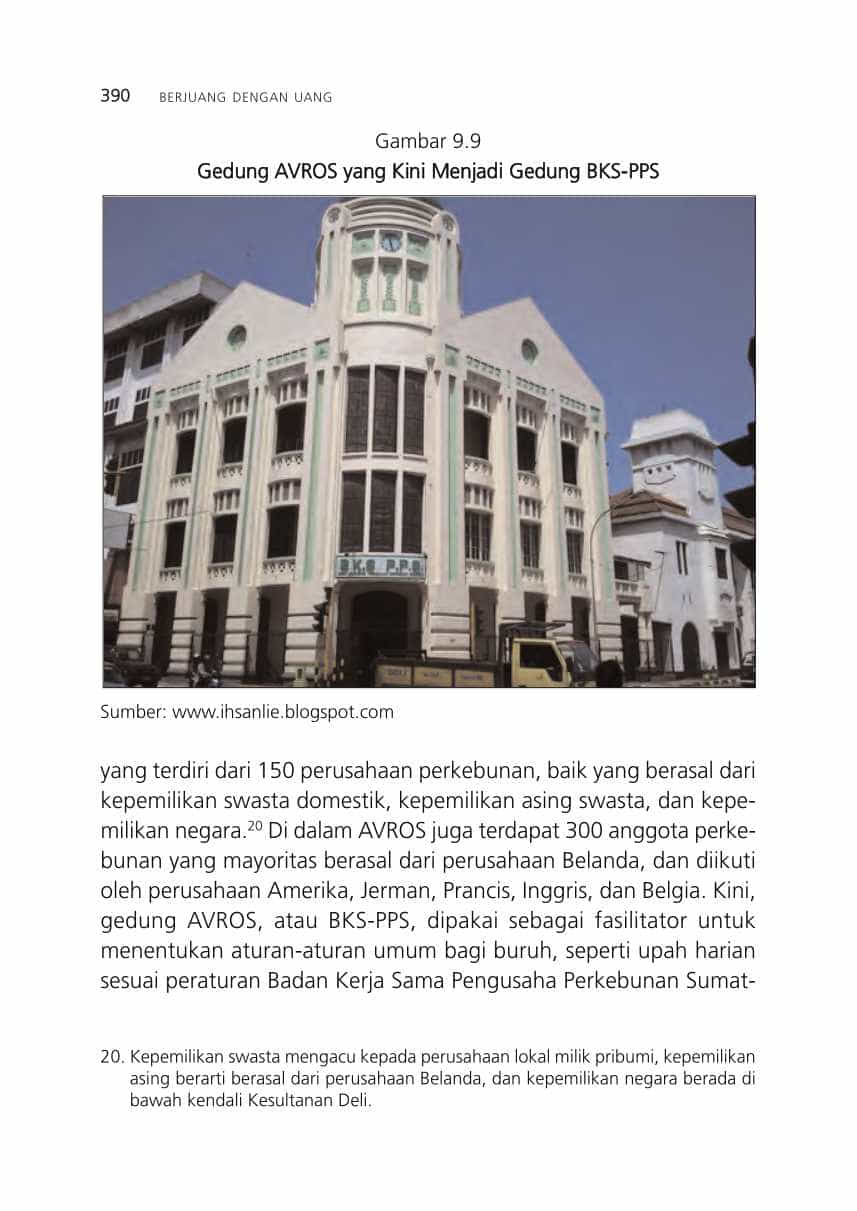 390 BERJUANG DENGAN UANG
Gambar 9.9
Gedung AVROS yang Kini Menjadi Gedung BKS-PPS
B.K.S P.P.S
Sumber: www.ihsanlie.blogspot.com
yang terdiri dari 150 perusahaan perkebunan, baik yang berasal dari
kepemilikan swasta domestik, kepemilikan asing swasta, dan kepe-
milikan negara.20 Di dalam AVROS juga terdapat 300 anggota perke-
bunan yang mayoritas berasal dari perusahaan Belanda, dan diikuti
oleh perusahaan Amerika, Jerman, Prancis, Inggris, dan Belgia. Kini,
gedung AVROS, atau BKS-PPS, dipakai sebagai fasilitator untuk
menentukan aturan-aturan umum bagi buruh, seperti upah harian
sesuai peraturan Badan Kerja Sama Pengusaha Perkebunan Sumat-
20. Kepemilikan swasta mengacu kepada perusahaan lokal milik pribumi, kepemilikan
asing berarti berasal dari perusahaan Belanda, dan kepemilikan negara berada di
bawah kendali Kesultanan Deli.